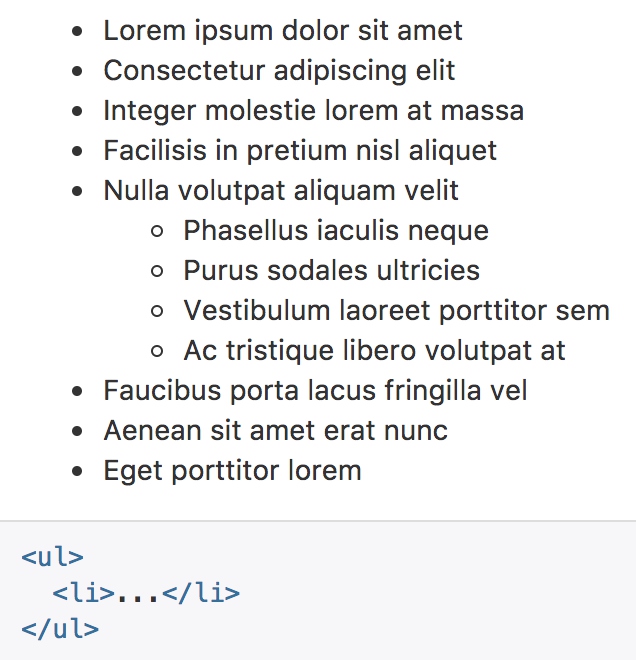 Lorem ipsum dolor sit amet
Consectetur adipiscing elit
Integer molestie lorem at massa
Facilisis in pretium nisl aliquet
Nulla volutpat aliquam velit
Phasellus iaculis neque
Purus sodales ultricies
Vestibulum laoreet porttitor sem
Ac tristique libero volutpat at
Faucibus porta lacus fringilla vel
Aenean sit amet erat nunc
Eget porttitor lorem
<ul>
  <li>...</li>
</ul>